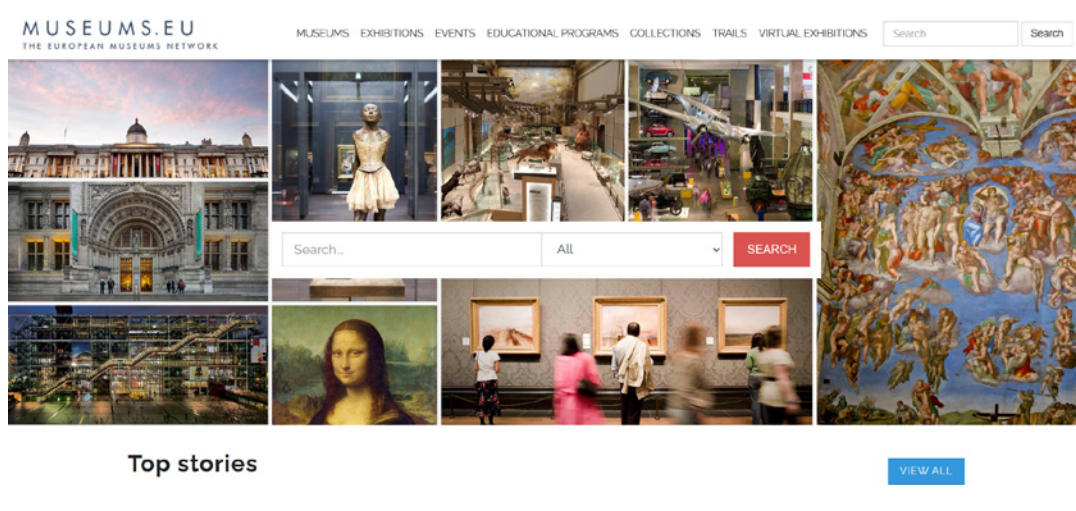 MUSEUMS.EU
THE EUROPEAN MUSEUMS NETWORK
MUSEUMS EXHIBITIONS EVENTS EDUCATIONAL PROGRAMS COLLECTIONS TRAILS VIRTUAL EXHIBITIONS Search Search
Search... All SEARCH
Top stories VIEW ALL